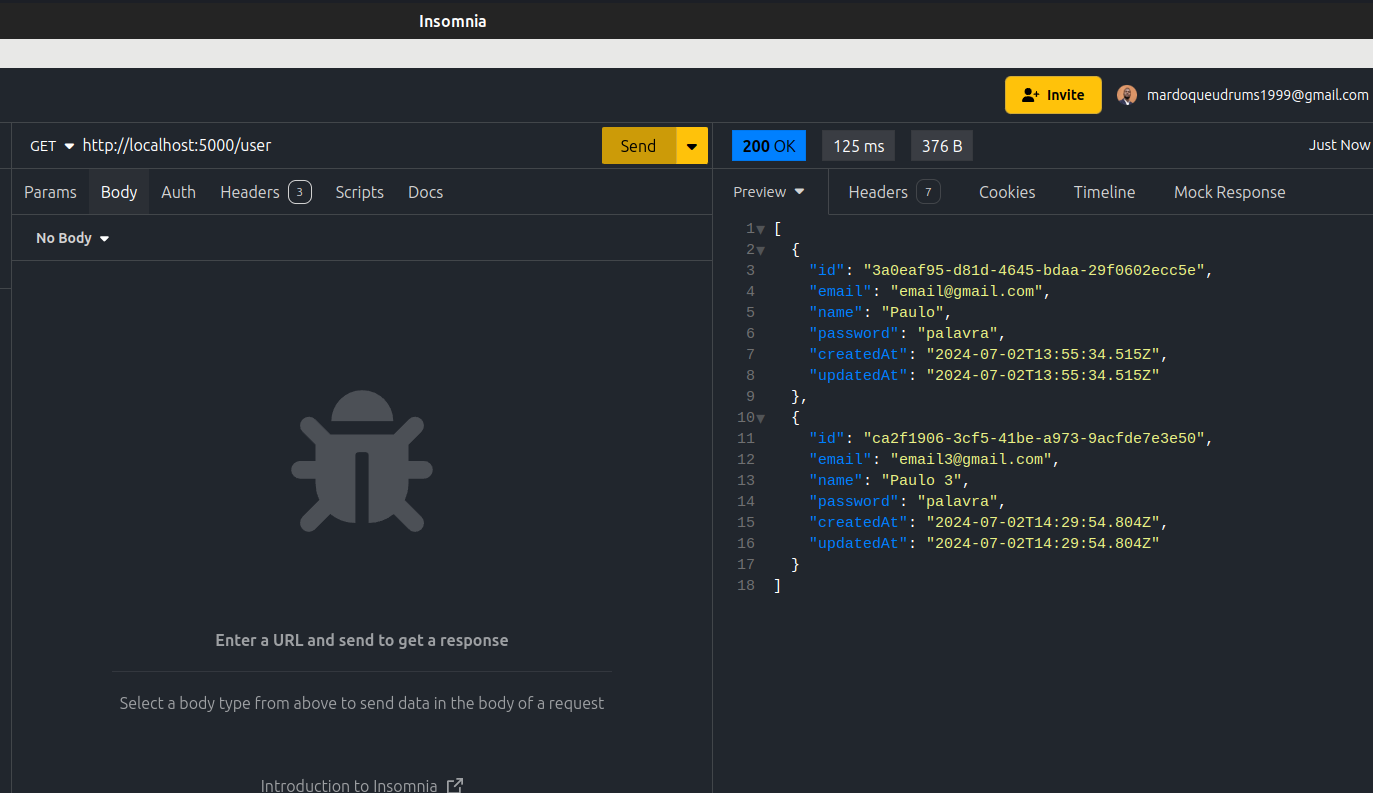 Insomnia
Invite mardoqueudrums1999@gmail.com
GET http://localhost:5000/user Send
200 OK 125 ms 376 B Just Now
Params Body Auth Headers 3 Scripts Docs
Preview Headers 7 Cookies Timeline Mock Response
No Body
Enter a URL and send to get a response
Select a body type from above to send data in the body of a request
Introduction to Insomnia
1 [
2 {
3 "id": "3a0eaf95-d81d-4645-bdaa-29f0602ecc5e",
4 "email": "email@gmail.com",
5 "name": "Paulo",
6 "password": "palavra",
7 "createdAt": "2024-07-02T13:55:34.515Z",
8 "updatedAt": "2024-07-02T13:55:34.515Z"
9 },
10 {
11 "id": "ca2f1906-3cf5-41be-a973-9acfde7e3e50",
12 "email": "email3@gmail.com",
13 "name": "Paulo 3",
14 "password": "palavra",
15 "createdAt": "2024-07-02T14:29:54.804Z",
16 "updatedAt": "2024-07-02T14:29:54.804Z"
17 }
18 ]